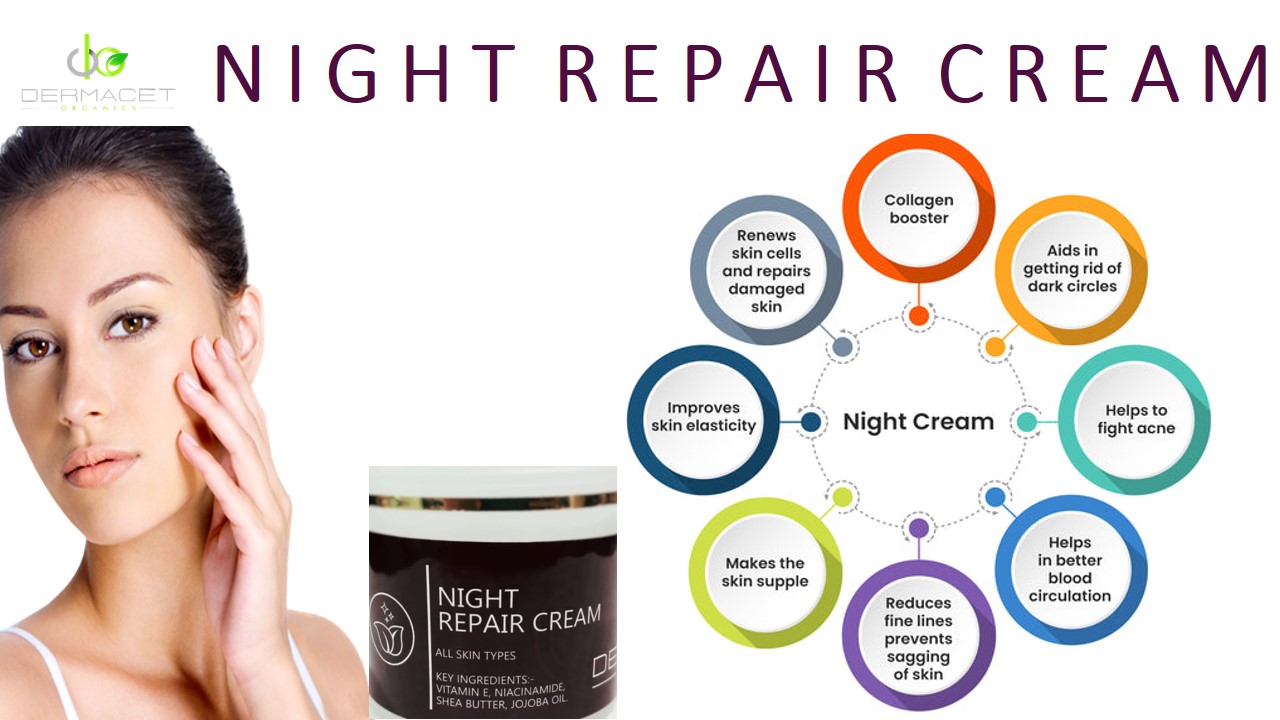 DERMACET
ORGANICS
NIGHT REPAIR CREAM
Collagen
booster
Aids in
getting rid of
dark circles
Helps to
fight acne
Helps
in better
blood
circulation
Reduces
fine lines
prevents
sagging
of skin
Makes the
skin supple
Improves
skin elasticity
Renews
skin cells
and repairs
damaged
skin
Night Cream
NIGHT
REPAIR CREAM
ALL SKIN TYPES
KEY INGREDIENTS:-
VITAMIN E, NIACINAMIDE,
SHEA BUTTER, JOJOBA OIL.
DE